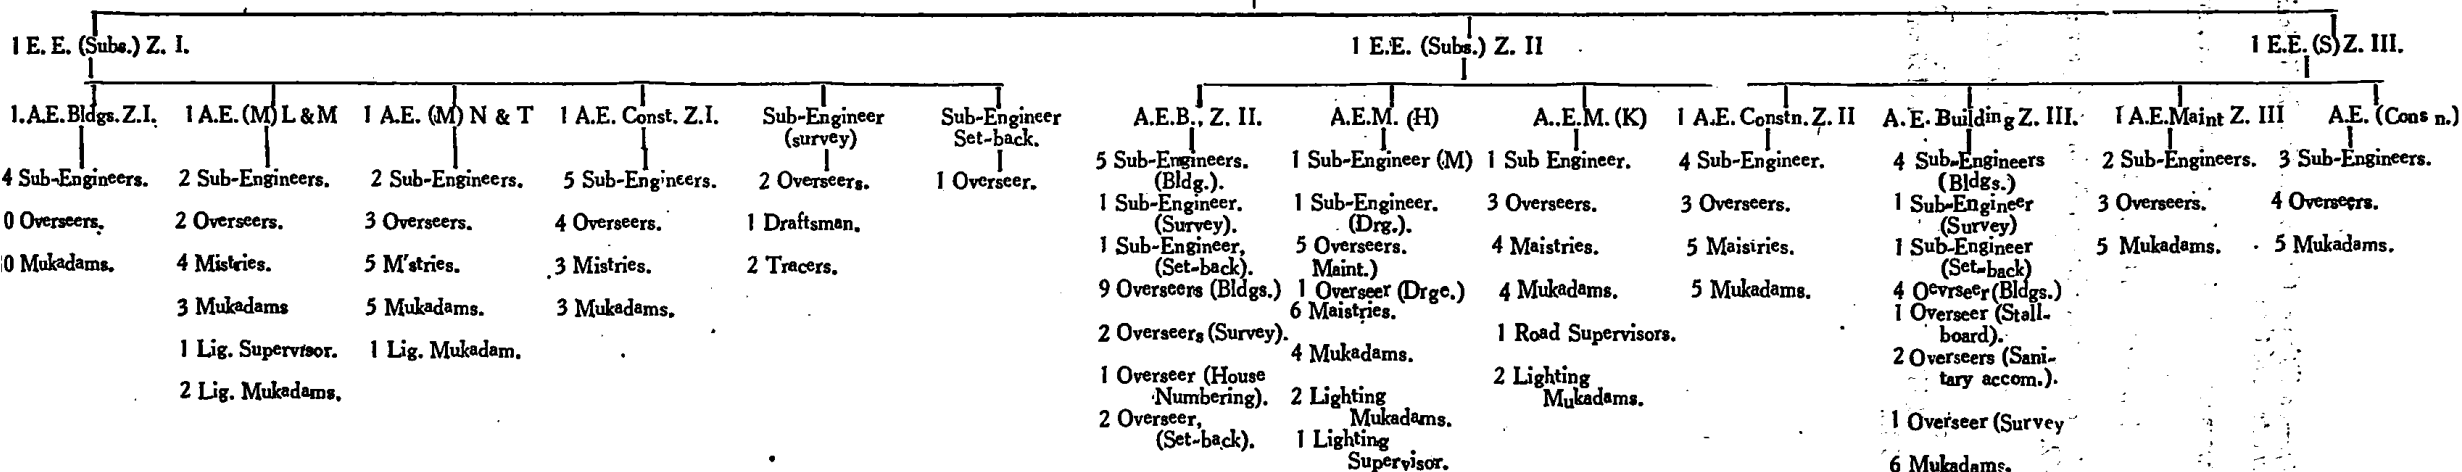 1 E. E. (Subs.) Z. I.
1 E.E. (Subs.) Z. II
1 E.E. (S) Z. III.
1.A.E. Bldgs. Z.I.
4 Sub-Engineers.
0 Overseers.
0 Mukadams.
1 A.E. (M) L & M
2 Sub-Engineers.
2 Overseers.
4 Mistries.
3 Mukadams
1 Lig. Supervisor.
2 Lig. Mukadams.
1 A.E. (M) N & T
2 Sub-Engineers.
3 Overseers.
5 M'stries.
5 Mukadams.
1 Lig. Mukadam.
1 A.E. Const. Z.I.
5 Sub-Engineers.
4 Overseers.
3 Mistries.
3 Mukadams.
Sub-Engineer
(survey)
2 Overseers.
1 Draftsman.
2 Tracers.
Sub-Engineer
Set-back.
1 Overseer.
A.E.B., Z. II.
5 Sub-Engineers.
(Bldg.).
1 Sub-Engineer.
(Survey).
1 Sub-Engineer,
(Set-back).
9 Overseers (Bldgs.)
2 Overseers (Survey).
1 Overseer (House
Numbering).
2 Overseer,
(Set-back).
A.E.M. (H)
1 Sub-Engineer (M)
1 Sub-Engineer.
(Drg.).
5 Overseers.
Maint.)
1 Overseer (Drge.)
6 Maistries.
4 Mukadams.
2 Lighting
Mukadams.
1 Lighting
Supervisor.
A..E.M. (K)
1 Sub Engineer.
3 Overseers.
4 Maistries.
4 Mukadams.
1 Road Supervisors.
2 Lighting
Mukadams.
1 A.E. Constn. Z. II
4 Sub-Engineer.
3 Overseers.
5 Maistries.
5 Mukadams.
A. E. Building Z. III.
4 Sub-Engineers
(Bldgs.)
1 Sub-Engineer
(Survey)
1 Sub-Engineer
(Set-back)
4 Oevrseer (Bldgs.)
1 Overseer (Stall-
board).
2 Overseers (Sani-
tary accom.).
1 Overseer (Survey
6 Mukadams.
1 A.E.Maint Z. III
2 Sub-Engineers.
3 Overseers.
5 Mukadams.
A.E. (Cons n.)
3 Sub-Engineers.
4 Overseers.
5 Mukadams.